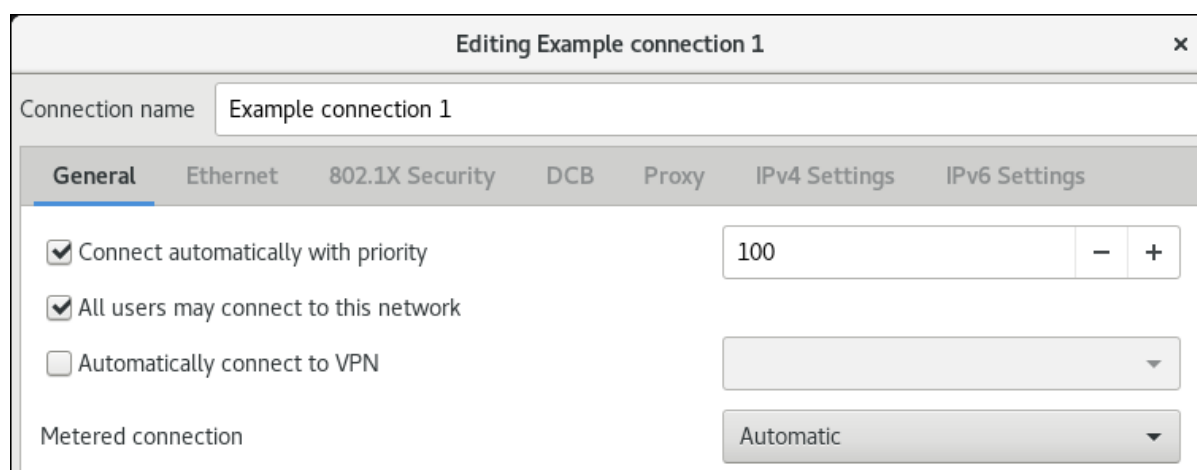 Editing Example connection 1 ×
Connection name Example connection 1
General Ethernet 802.1X Security DCB Proxy IPv4 Settings IPv6 Settings
Connect automatically with priority 100 − +
All users may connect to this network
Automatically connect to VPN
Metered connection Automatic